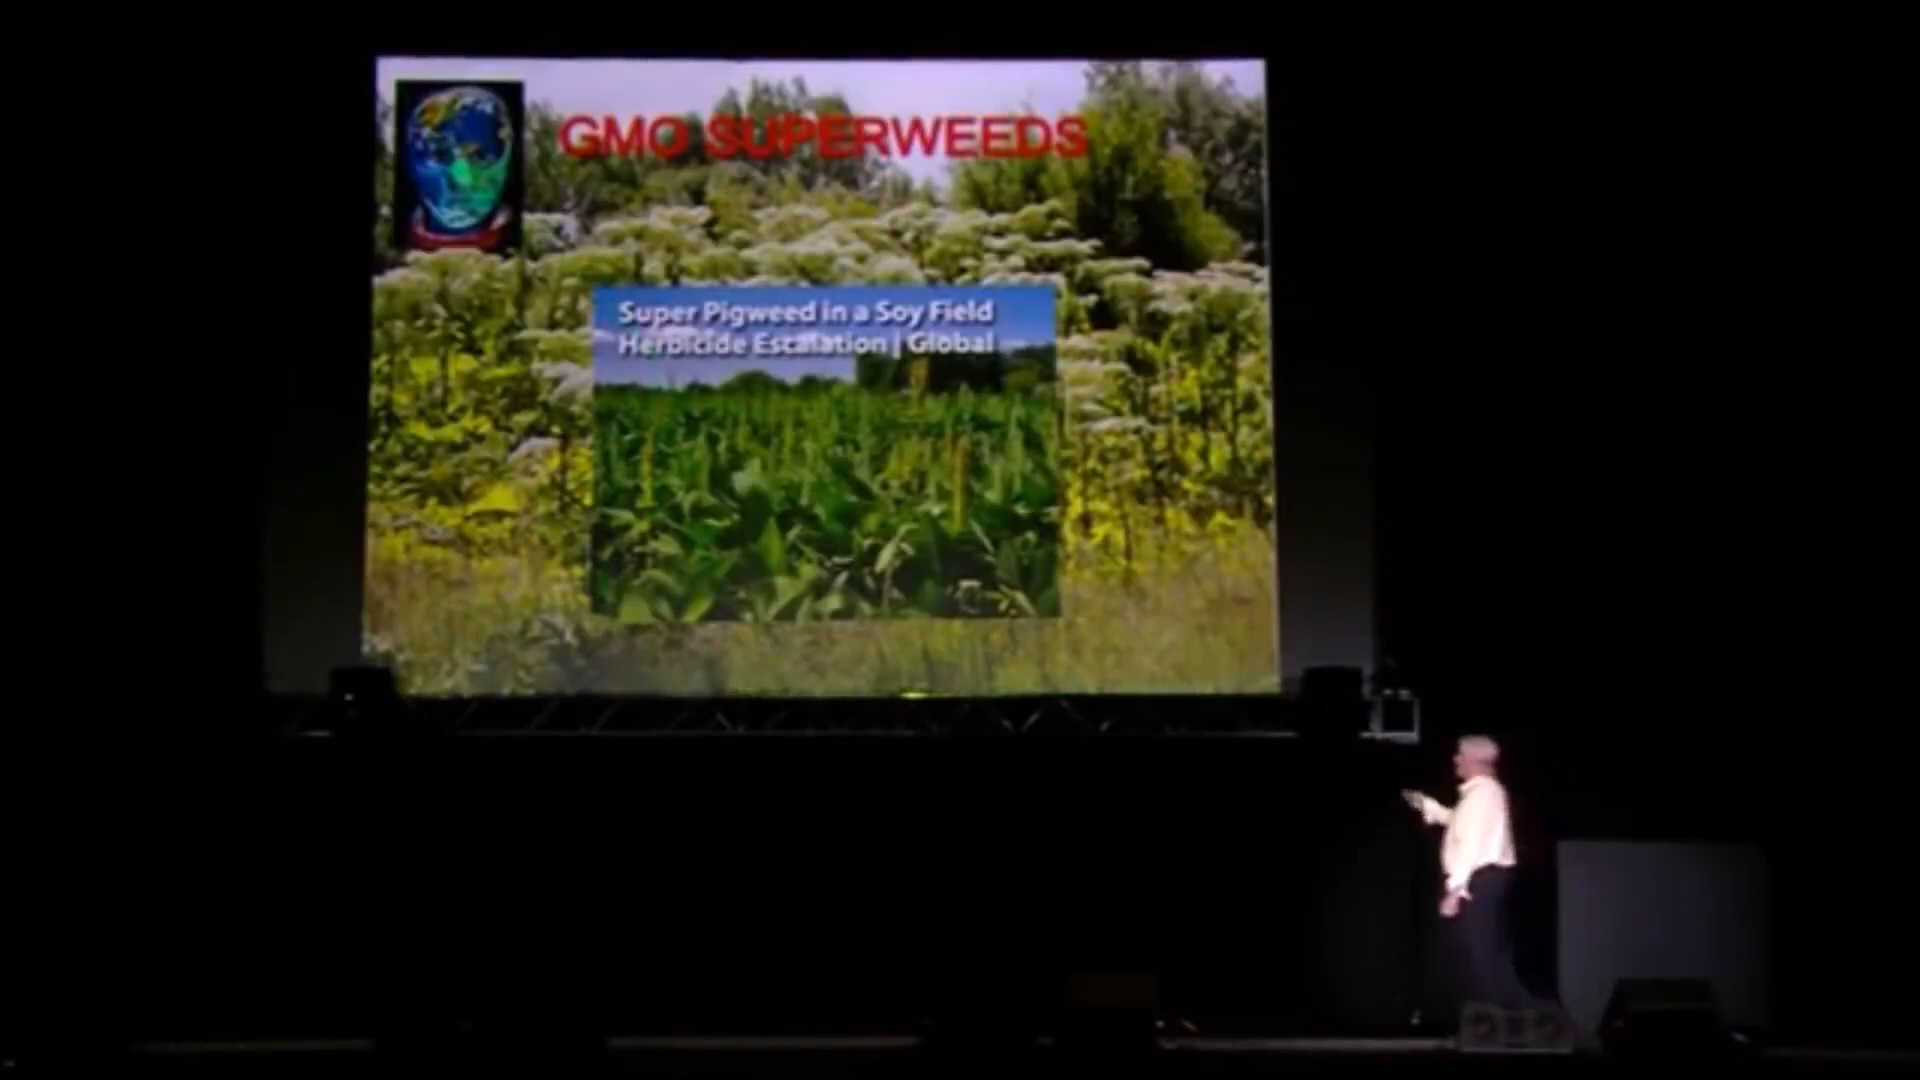 GMO SUPERWEEDS
Super Pigweed in a Soy Field
Herbicide Escalation | Global